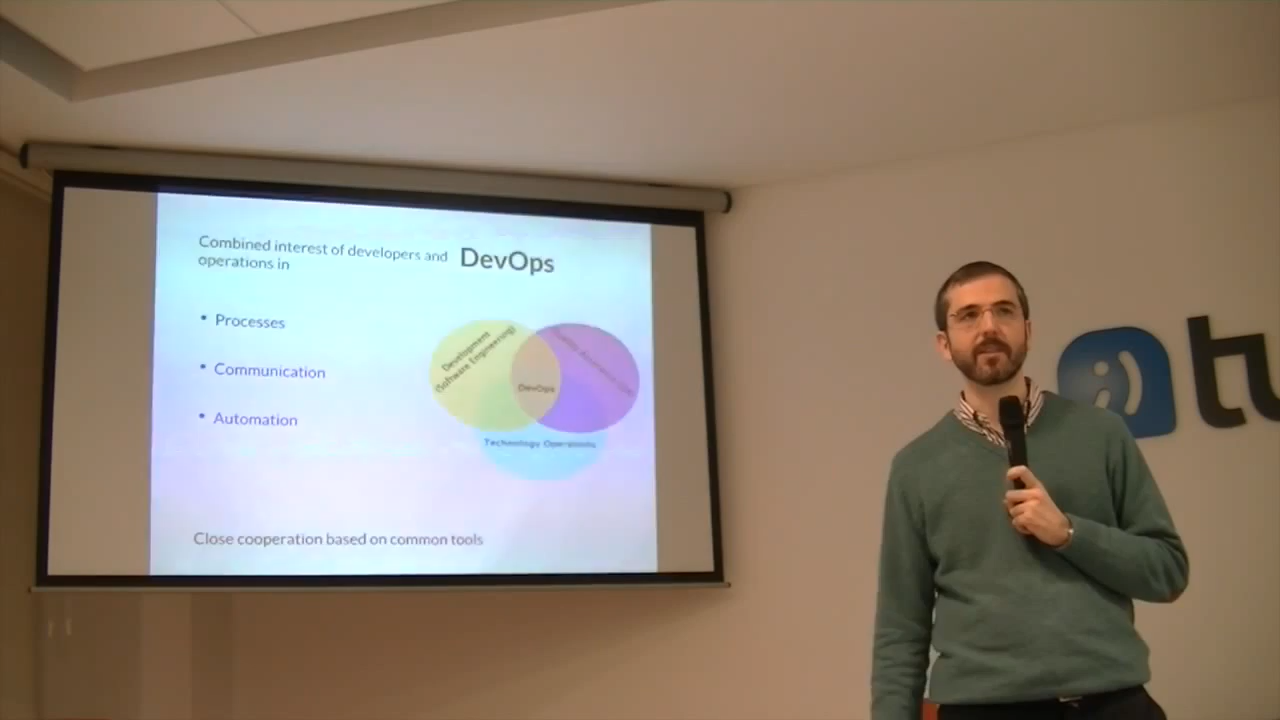 Combined interest of developers and
operations in
DevOps
• Processes
• Communication
• Automation
Development
(Software Engineering)
DevOps
Technology Operations
Close cooperation based on common tools